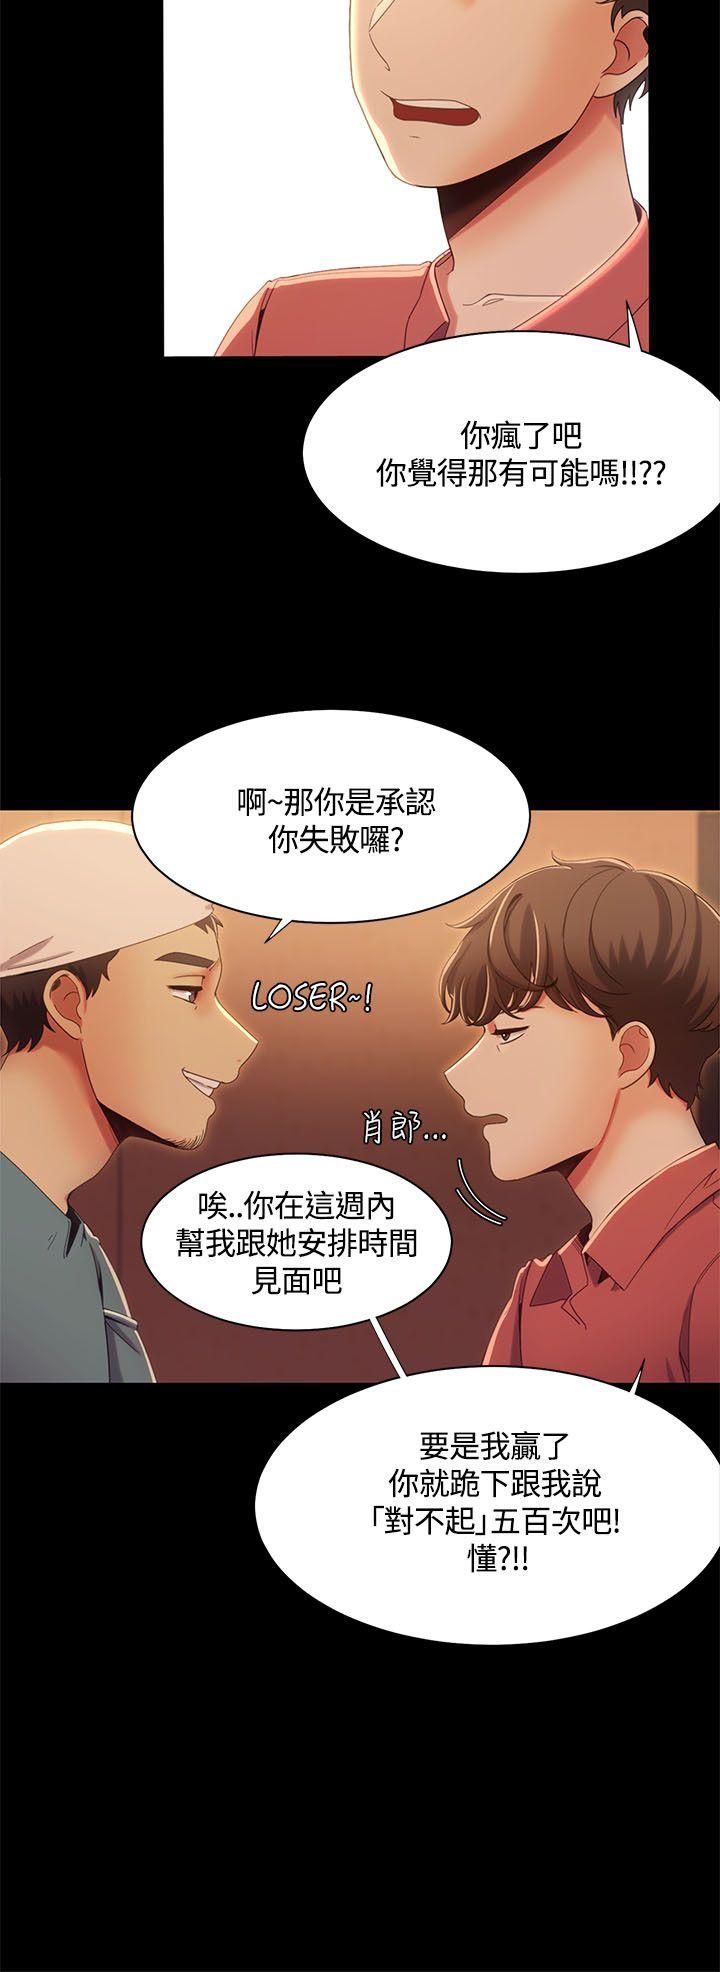 你瘋了吧
你覺得那有可能嗎!!??
啊~那你是承認
你失敗囉?
LOSER~!
肖郎...
唉..你在這週內
幫我跟她安排時間
見面吧
要是我贏了
你就跪下跟我說
「對不起」五百次吧!
懂?!!